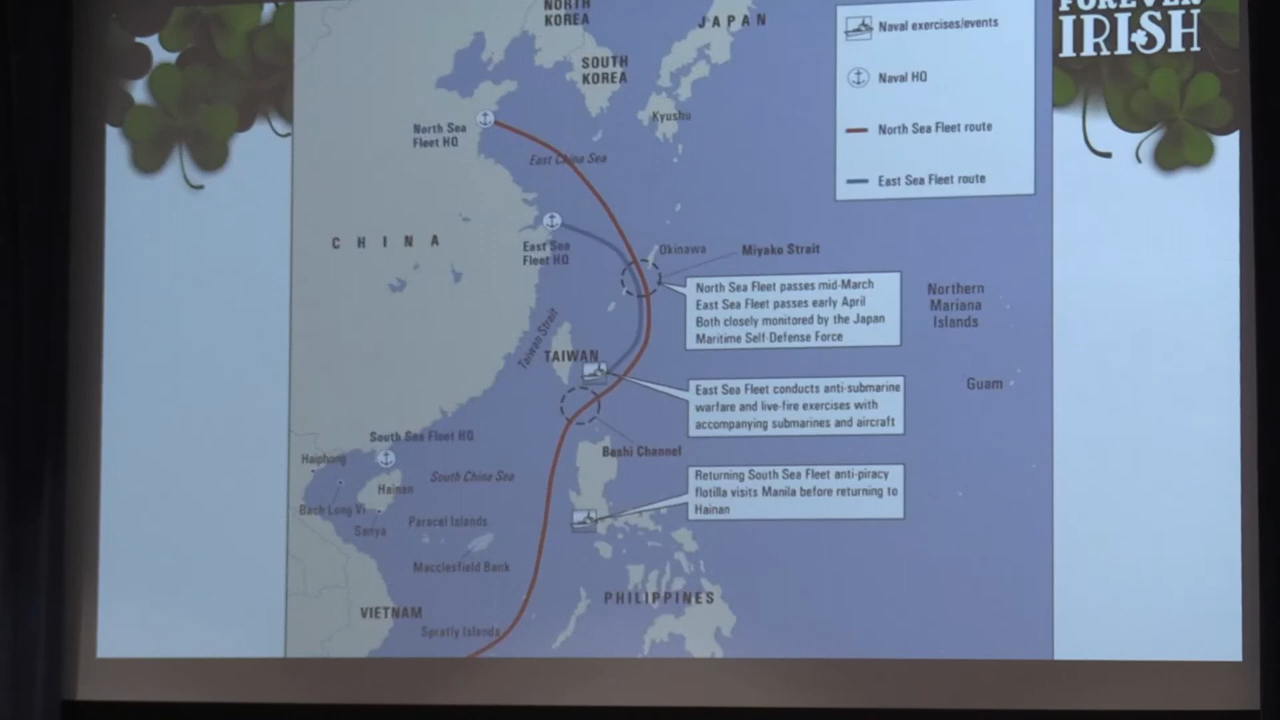 NORTH
KOREA
JAPAN
FOREVER
IRISH
SOUTH
KOREA
Naval exercises/events
Naval HQ
North Sea Fleet route
East Sea Fleet route
Kyushu
North Sea
Fleet HQ
East China Sea
CHINA
East Sea
Fleet HQ
Okinawa
Miyako Strait
North Sea Fleet passes mid-March
East Sea Fleet passes early April
Both closely monitored by the Japan
Maritime Self-Defense Force
Northern
Mariana
Islands
Taiwan Strait
TAIWAN
Guam
East Sea Fleet conducts anti-submarine
warfare and live-fire exercises with
accompanying submarines and aircraft
South Sea Fleet HQ
Bashi Channel
Haiphong
South China Sea
Hainan
Returning South Sea Fleet anti-piracy
flotilla visits Manila before returning to
Hainan
Bach Long Vi
Sanya
Paracel Islands
Macclesfield Bank
PHILIPPINES
VIETNAM
Spratly Islands